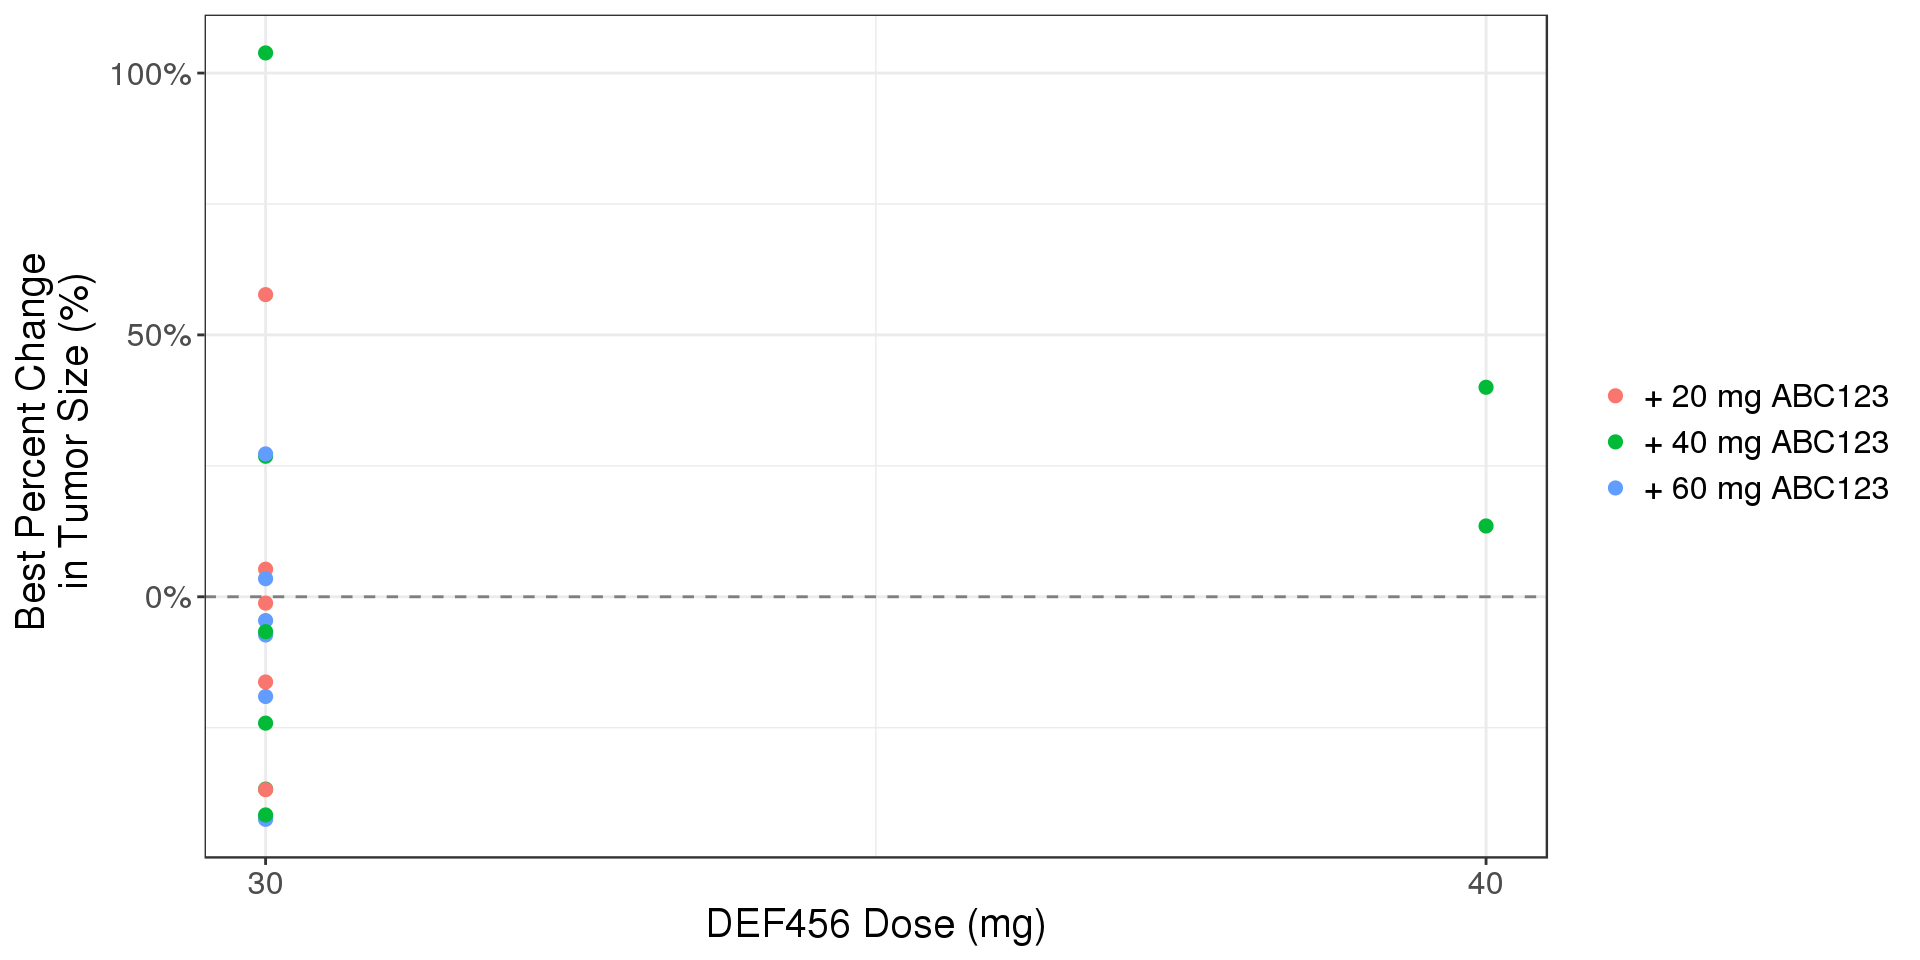 100%
50%
0%
30
40
DEF456 Dose (mg)
Best Percent Change
in Tumor Size (%)
+ 20 mg ABC123
+ 40 mg ABC123
+ 60 mg ABC123